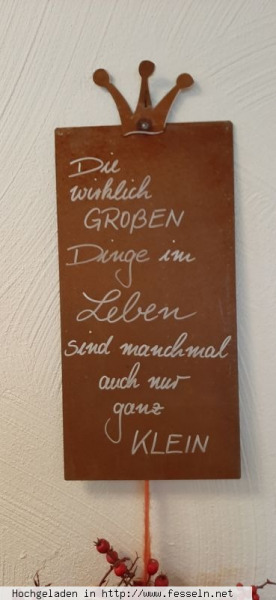 Die
wirklich
GROßEN
Dinge im
Leben
sind manchmal
auch nur
ganz
KLEIN
Hochgeladen in http://www.fesseln.net